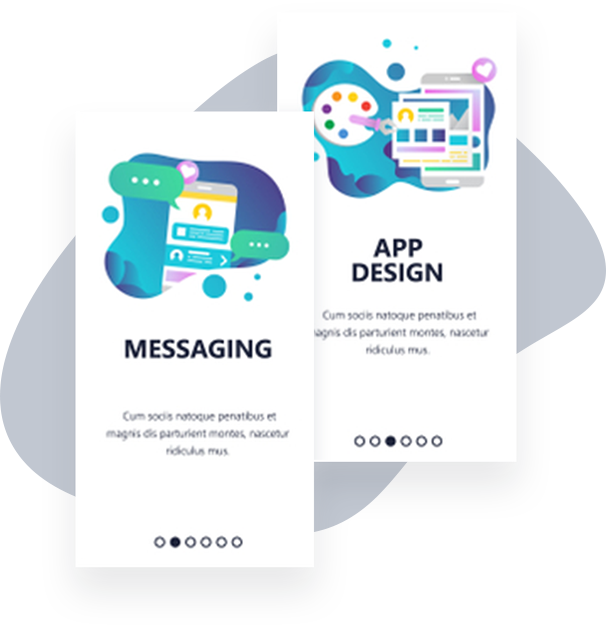 APP
DESIGN
Cum sociis natoque penatibus et
magnis dis parturient montes, nascetur
ridiculus mus.
MESSAGING
Cum sociis natoque penatibus et
magnis dis parturient montes, nascetur
ridiculus mus.